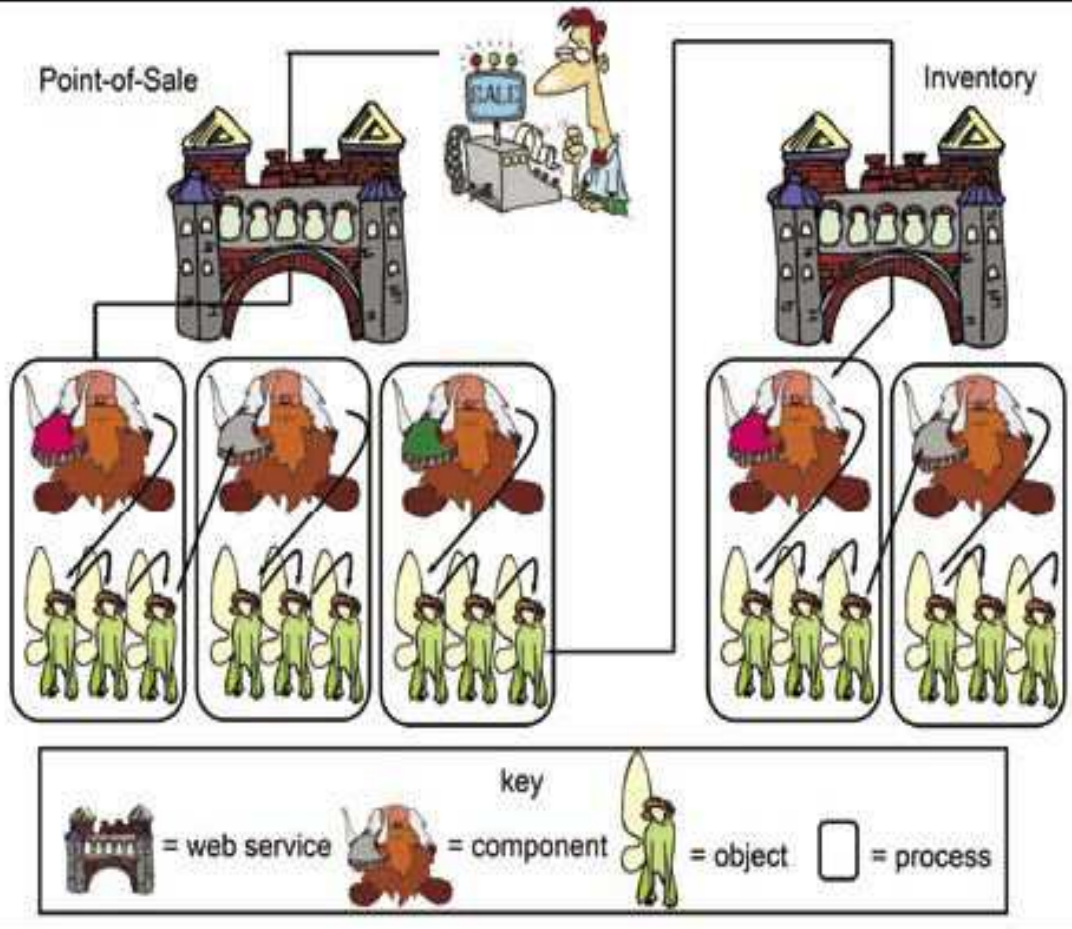 Point-of-Sale
SALE
Inventory
key
= web service
= component
= object
= process